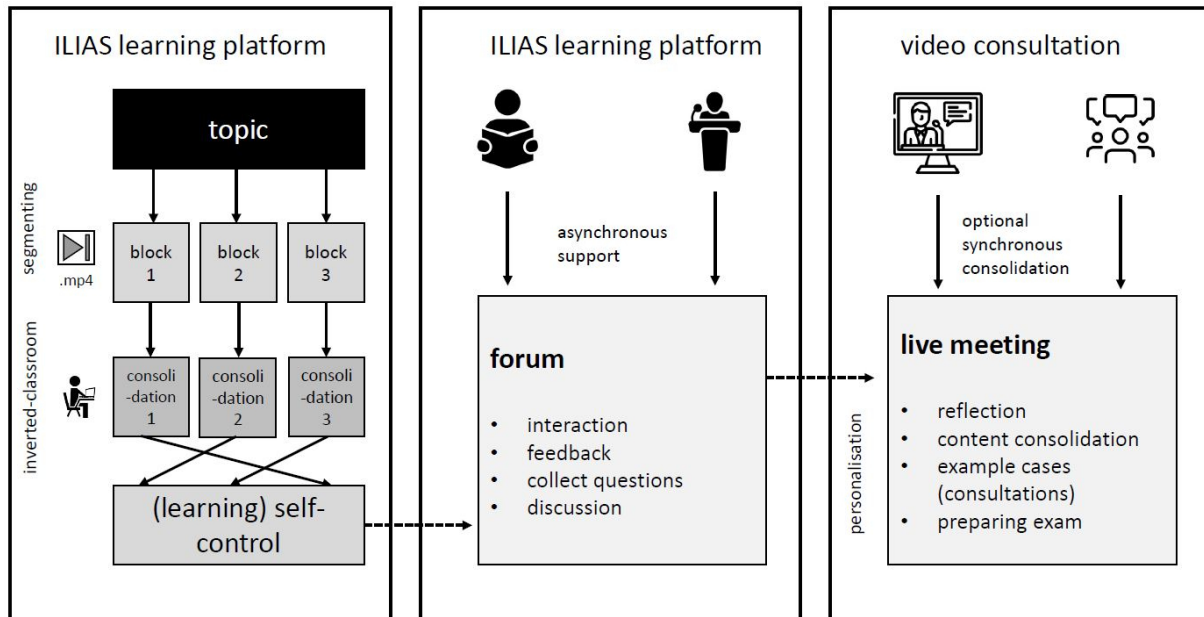 ILIAS learning platform
topic
segmenting
.mp4
block
1
block
2
block
3
inverted-classroom
consoli
-dation
1
consoli
-dation
2
consoli
-dation
3
(learning) self-
control
ILIAS learning platform
asynchronous
support
forum
• interaction
• feedback
• collect questions
• discussion
video consultation
optional
synchronous
consolidation
personalisation
live meeting
• reflection
• content consolidation
• example cases
(consultations)
• preparing exam